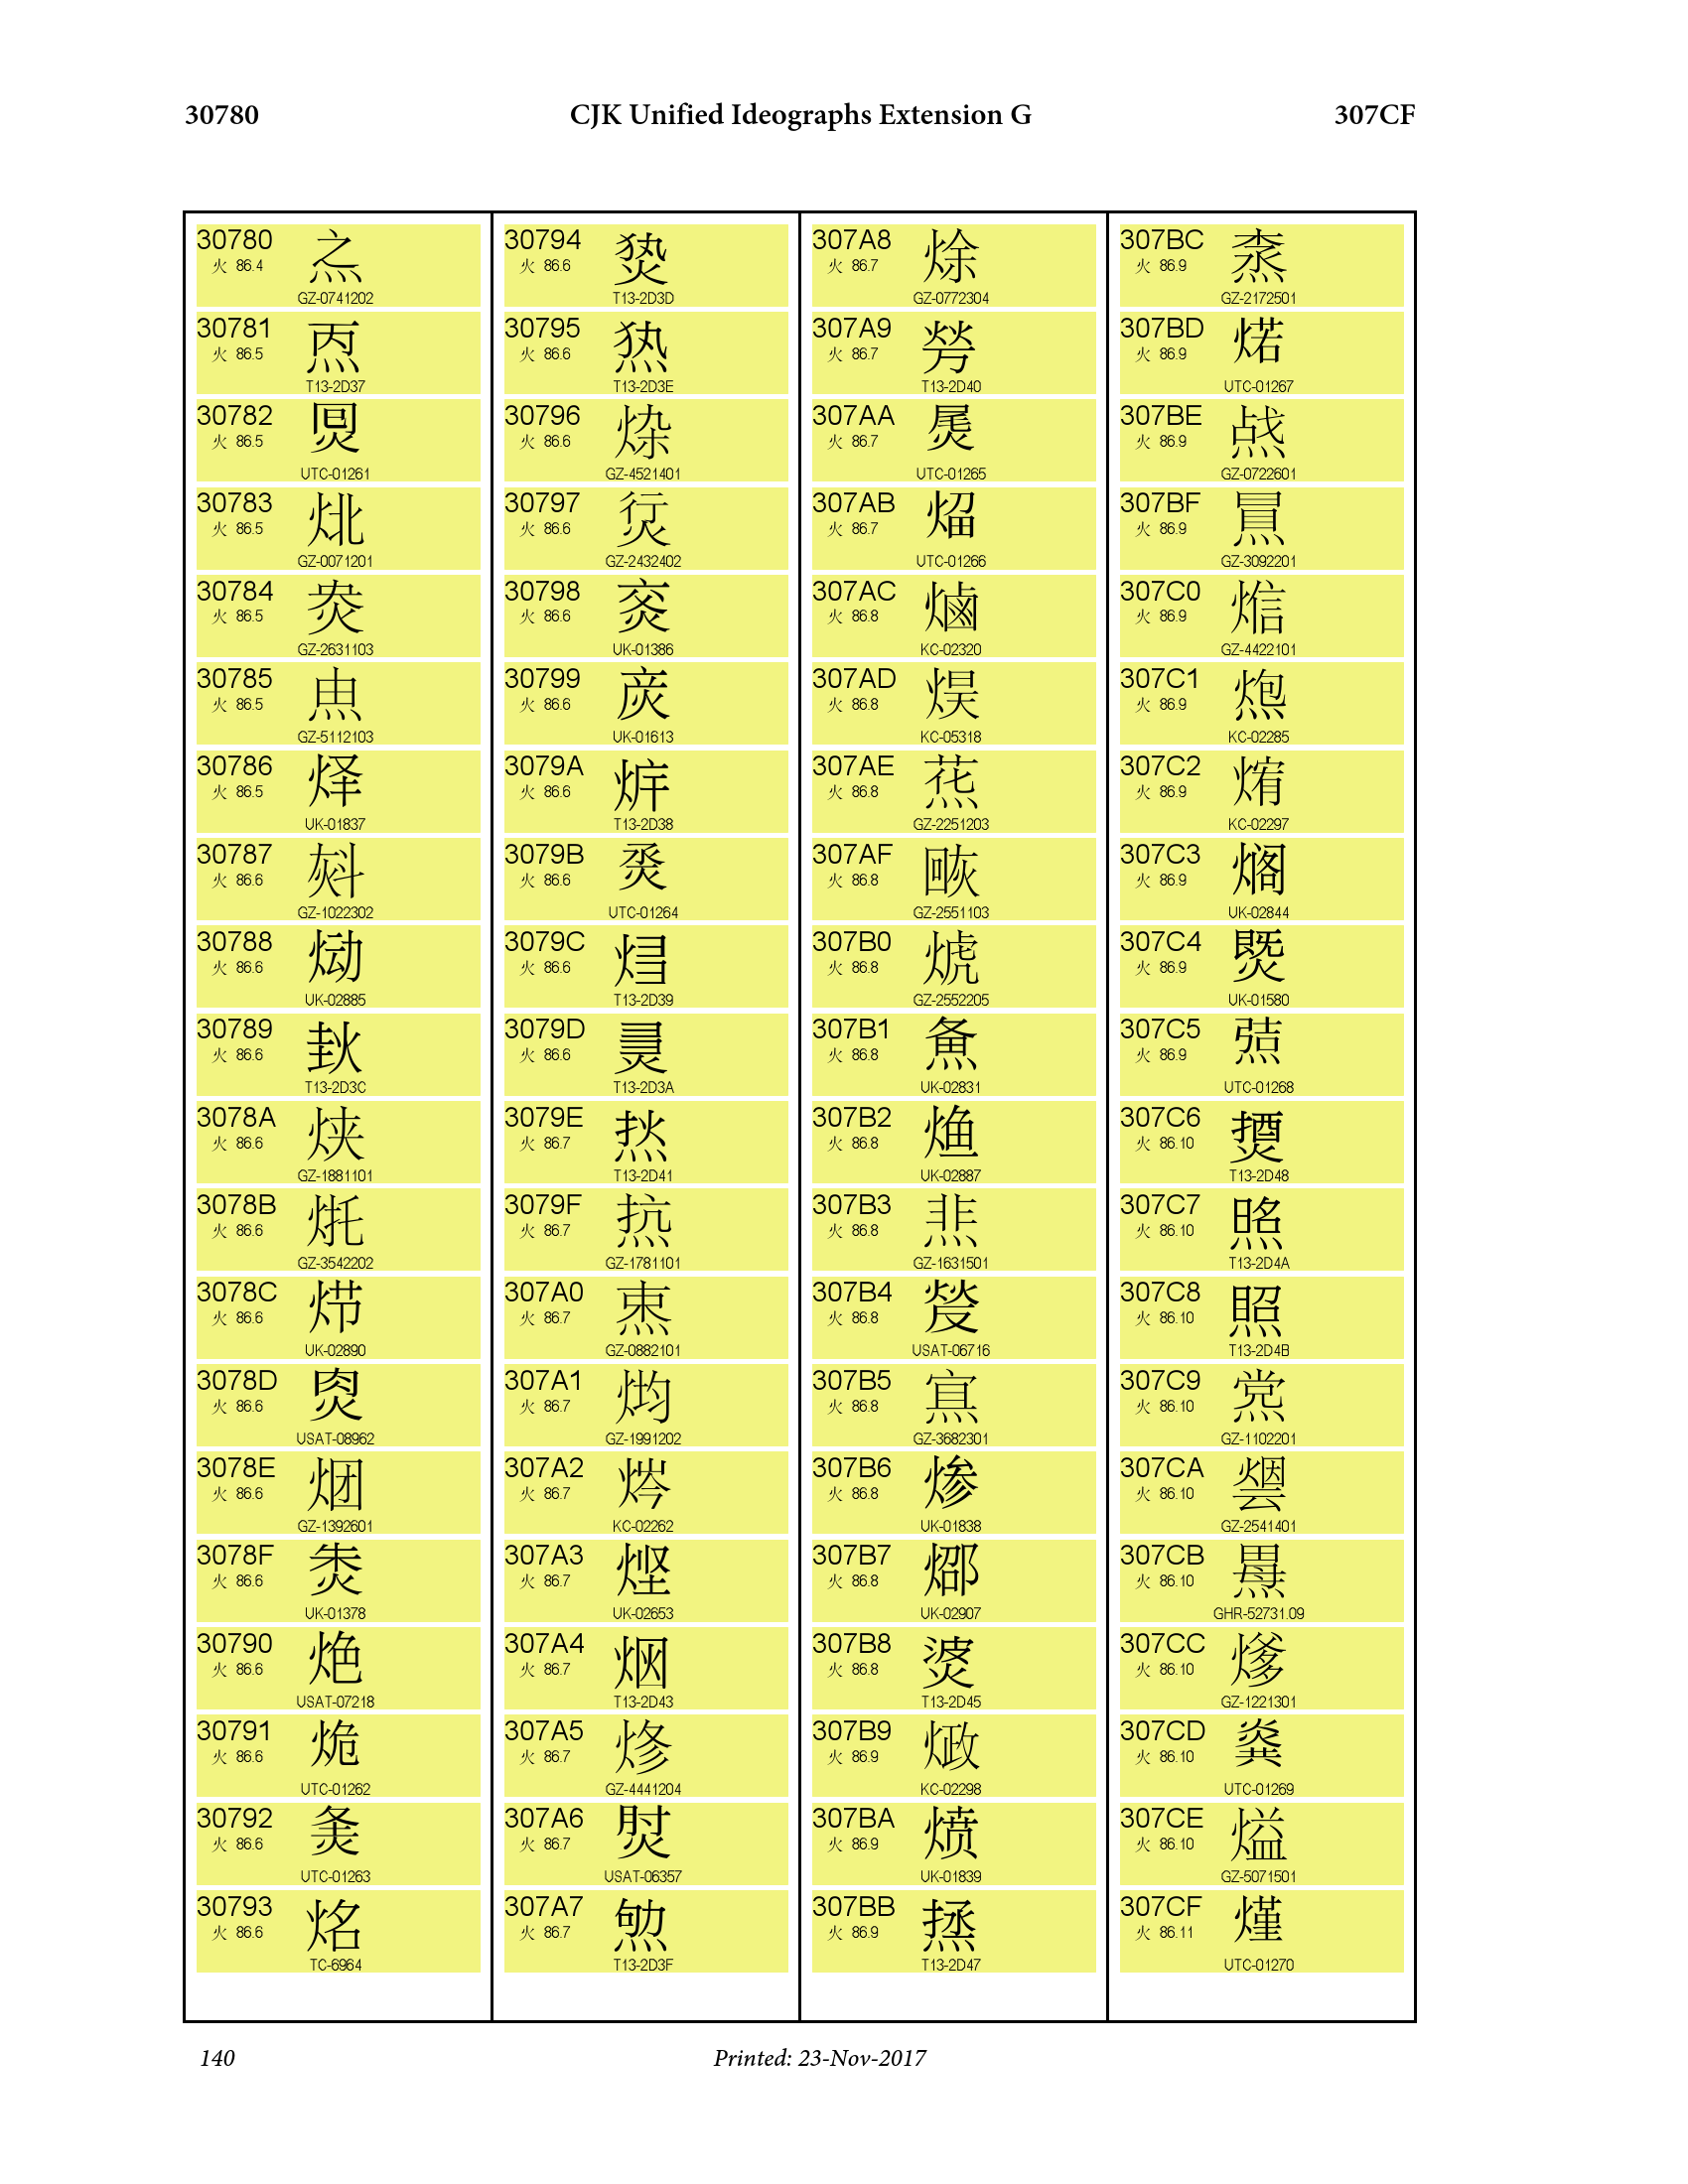 30780 CJK Unified Ideographs Extension G 307CF
30780
火 86.4
GZ-0741202
30781
火 86.5
T13-2D37
30782
火 86.5
UTC-01261
30783
火 86.5
GZ-0071201
30784
火 86.5
GZ-2631103
30785
火 86.5
GZ-5112103
30786
火 86.5
UK-01837
30787
火 86.6
GZ-1022302
30788
火 86.6
UK-02885
30789
火 86.6
T13-2D3C
3078A
火 86.6
GZ-1881101
3078B
火 86.6
GZ-3542202
3078C
火 86.6
UK-02890
3078D
火 86.6
USAT-08962
3078E
火 86.6
GZ-1392601
3078F
火 86.6
UK-01378
30790
火 86.6
USAT-07218
30791
火 86.6
UTC-01262
30792
火 86.6
UTC-01263
30793
火 86.6
TC-6964
30794
火 86.6
T13-2D3D
30795
火 86.6
T13-2D3E
30796
火 86.6
GZ-4521401
30797
火 86.6
GZ-2432402
30798
火 86.6
UK-01386
30799
火 86.6
UK-01613
3079A
火 86.6
T13-2D38
3079B
火 86.6
UTC-01264
3079C
火 86.6
T13-2D39
3079D
火 86.6
T13-2D3A
3079E
火 86.7
T13-2D41
3079F
火 86.7
GZ-1781101
307A0
火 86.7
GZ-0882101
307A1
火 86.7
GZ-1991202
307A2
火 86.7
KC-02262
307A3
火 86.7
UK-02653
307A4
火 86.7
T13-2D43
307A5
火 86.7
GZ-4441204
307A6
火 86.7
USAT-06357
307A7
火 86.7
T13-2D3F
307A8
火 86.7
GZ-0772304
307A9
火 86.7
T13-2D40
307AA
火 86.7
UTC-01265
307AB
火 86.7
UTC-01266
307AC
火 86.8
KC-02320
307AD
火 86.8
KC-05318
307AE
火 86.8
GZ-2251203
307AF
火 86.8
GZ-2551103
307B0
火 86.8
GZ-2552205
307B1
火 86.8
UK-02831
307B2
火 86.8
UK-02887
307B3
火 86.8
GZ-1631501
307B4
火 86.8
USAT-06716
307B5
火 86.8
GZ-3682301
307B6
火 86.8
UK-01838
307B7
火 86.8
UK-02907
307B8
火 86.8
T13-2D45
307B9
火 86.9
KC-02298
307BA
火 86.9
UK-01839
307BB
火 86.9
T13-2D47
307BC
火 86.9
GZ-2172501
307BD
火 86.9
UTC-01267
307BE
火 86.9
GZ-0722601
307BF
火 86.9
GZ-3092201
307C0
火 86.9
GZ-4422101
307C1
火 86.9
KC-02285
307C2
火 86.9
KC-02297
307C3
火 86.9
UK-02844
307C4
火 86.9
UK-01580
307C5
火 86.9
UTC-01268
307C6
火 86.10
T13-2D48
307C7
火 86.10
T13-2D4A
307C8
火 86.10
T13-2D4B
307C9
火 86.10
GZ-1102201
307CA
火 86.10
GZ-2541401
307CB
火 86.10
GHR-52731.09
307CC
火 86.10
GZ-1221301
307CD
火 86.10
UTC-01269
307CE
火 86.10
GZ-5071501
307CF
火 86.11
UTC-01270
140 Printed: 23-Nov-2017